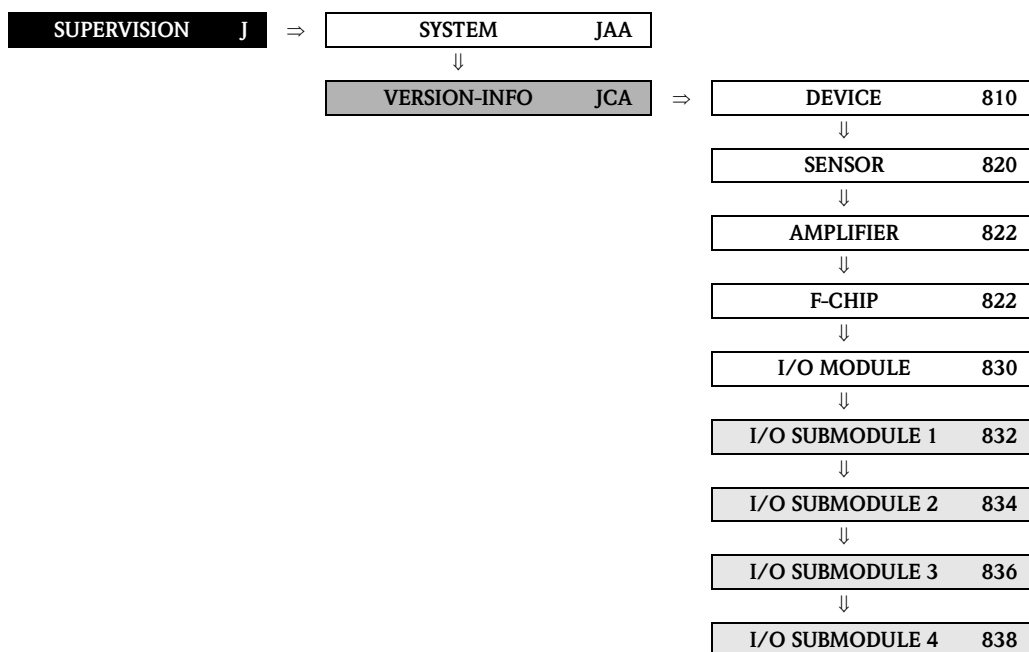 SUPERVISION J ⇒ SYSTEM JAA
⇓
VERSION-INFO JCA ⇒ DEVICE 810
⇓
SENSOR 820
⇓
AMPLIFIER 822
⇓
F-CHIP 822
⇓
I/O MODULE 830
⇓
I/O SUBMODULE 1 832
⇓
I/O SUBMODULE 2 834
⇓
I/O SUBMODULE 3 836
⇓
I/O SUBMODULE 4 838